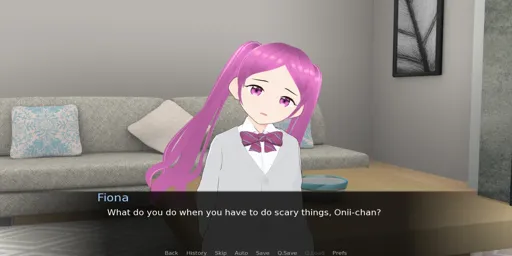 Fiona
What do you do when you have to do scary things, Onii-chan?
Back History Skip Auto Save Q.Save Q.Load Prefs